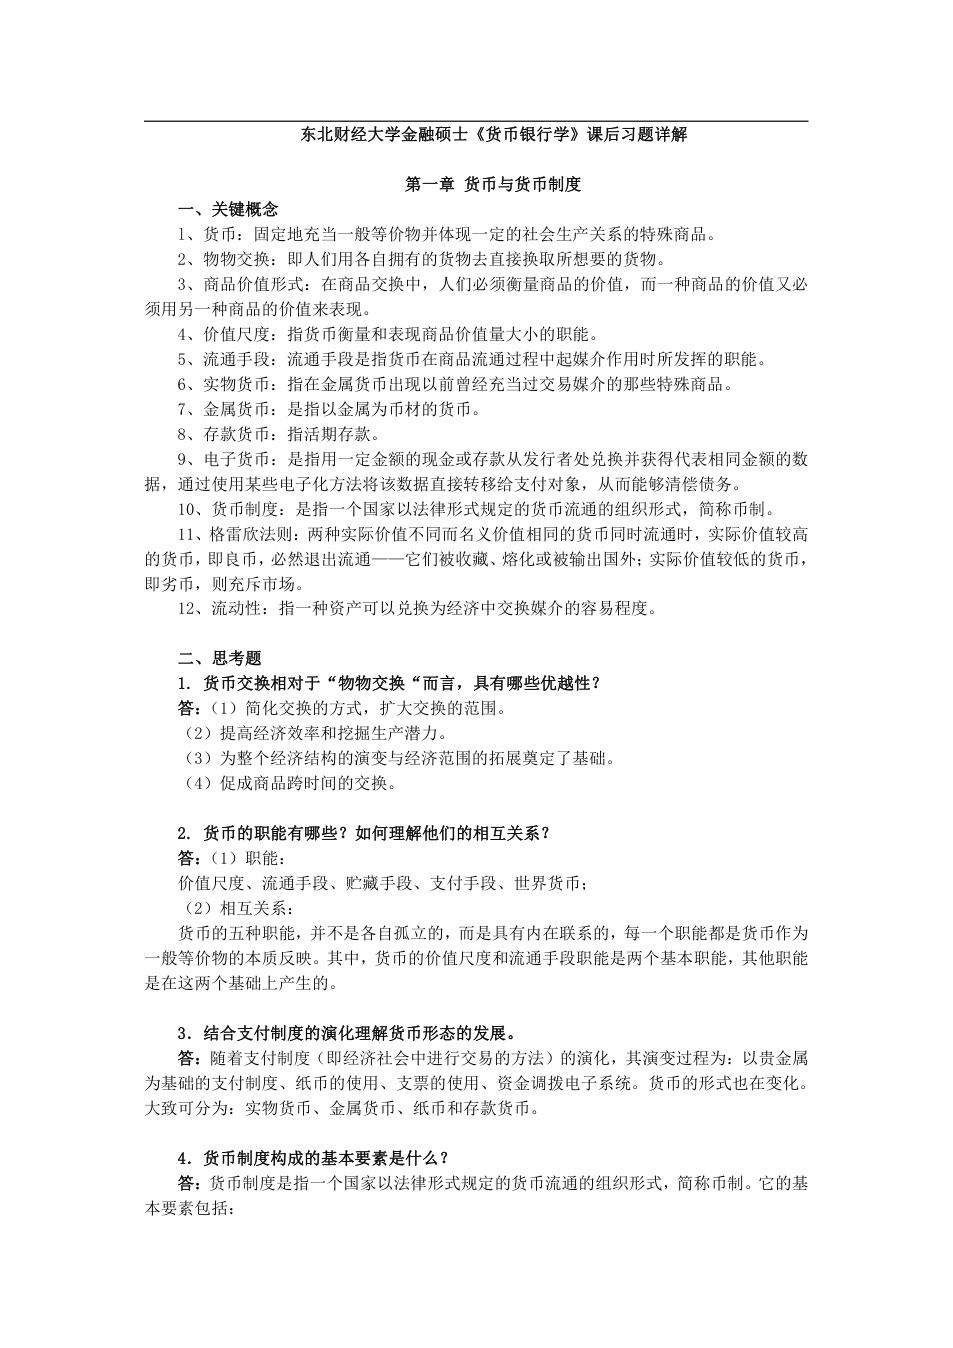 东北财经大学金融硕士《货币银行学》课后习题详解
第一章 货币与货币制度
一、关键概念
1、货币：固定地充当一般等价物并体现一定的社会生产关系的特殊商品。
2、物物交换：即人们用各自拥有的货物去直接换取所想要的货物。
3、商品价值形式：在商品交换中，人们必须衡量商品的价值，而一种商品的价值又必
须用另一种商品的价值来表现。
4、价值尺度：指货币衡量和表现商品价值量大小的职能。
5、流通手段：流通手段是指货币在商品流通过程中起媒介作用时所发挥的职能。
6、实物货币：指在金属货币出现以前曾经充当过交易媒介的那些特殊商品。
7、金属货币：是指以金属为币材的货币。
8、存款货币：指活期存款。
9、电子货币：是指用一定金额的现金或存款从发行者处兑换并获得代表相同金额的数
据，通过使用某些电子化方法将该数据直接转移给支付对象，从而能够清偿债务。
10、货币制度：是指一个国家以法律形式规定的货币流通的组织形式，简称币制。
11、格雷欣法则：两种实际价值不同而名义价值相同的货币同时流通时，实际价值较高
的货币，即良币，必然退出流通——它们被收藏、熔化或被输出国外；实际价值较低的货币，
即劣币，则充斥市场。
12、流动性：指一种资产可以兑换为经济中交换媒介的容易程度。
二、思考题
1. 货币交换相对于“物物交换“而言，具有哪些优越性？
答：（1）简化交换的方式，扩大交换的范围。
（2）提高经济效率和挖掘生产潜力。
（3）为整个经济结构的演变与经济范围的拓展奠定了基础。
（4）促成商品跨时间的交换。
2. 货币的职能有哪些？如何理解他们的相互关系？
答：（1）职能：
价值尺度、流通手段、贮藏手段、支付手段、世界货币；
（2）相互关系：
货币的五种职能，并不是各自孤立的，而是具有内在联系的，每一个职能都是货币作为
一般等价物的本质反映。其中，货币的价值尺度和流通手段职能是两个基本职能，其他职能
是在这两个基础上产生的。
3．结合支付制度的演化理解货币形态的发展。
答：随着支付制度（即经济社会中进行交易的方法）的演化，其演变过程为：以贵金属
为基础的支付制度、纸币的使用、支票的使用、资金调拨电子系统。货币的形式也在变化。
大致可分为：实物货币、金属货币、纸币和存款货币。
4．货币制度构成的基本要素是什么？
答：货币制度是指一个国家以法律形式规定的货币流通的组织形式，简称币制。它的基
本要素包括：